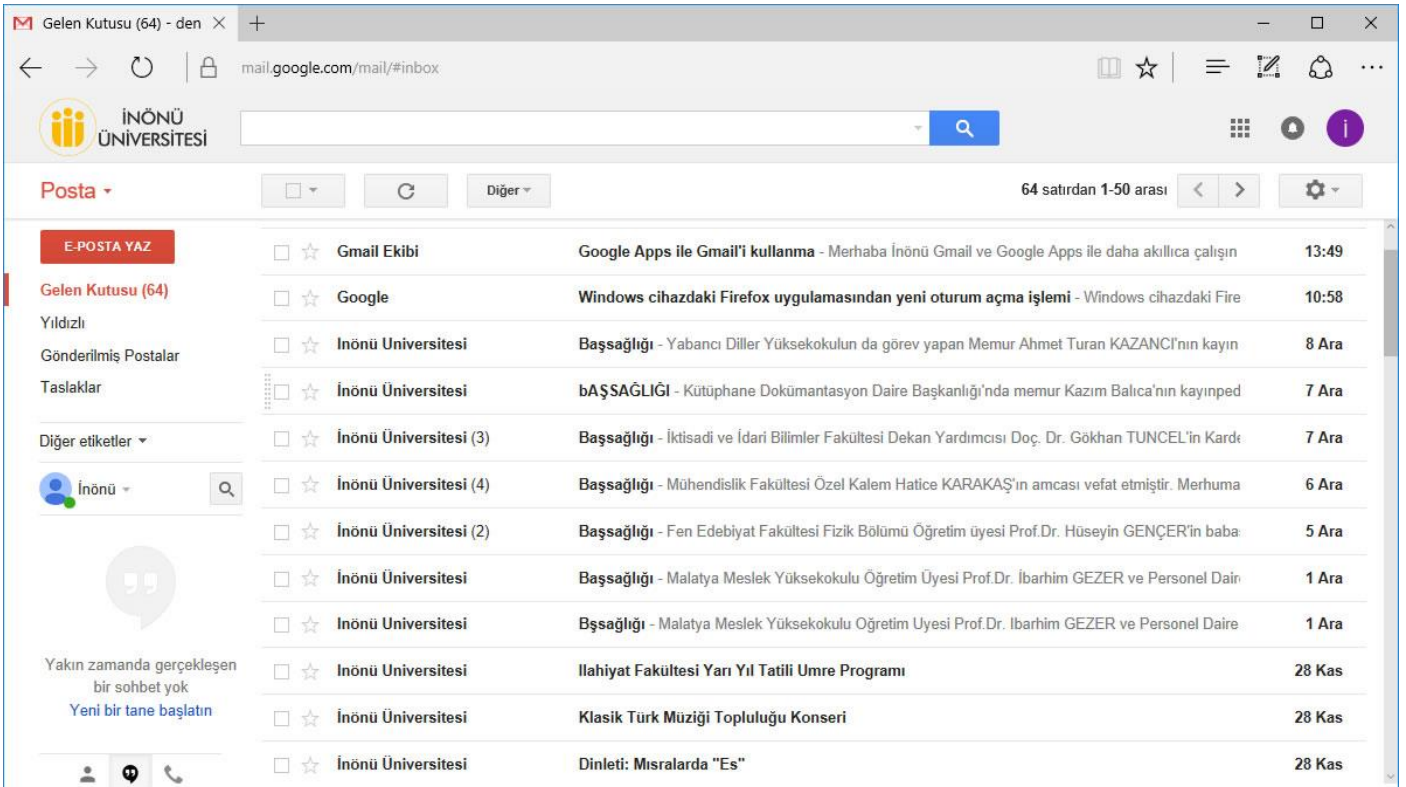 Gelen Kutusu (64) - den
mail.google.com/mail/#inbox
İNÖNÜ
ÜNİVERSİTESİ
i
Posta
Diğer
64 satırdan 1-50 arası
E-POSTA YAZ
Gelen Kutusu (64)
Yıldızlı
Gönderilmiş Postalar
Taslaklar
Diğer etiketler
İnönü
Yakın zamanda gerçekleşen
bir sohbet yok
Yeni bir tane başlatın
Gmail Ekibi Google Apps ile Gmail'i kullanma - Merhaba İnönü Gmail ve Google Apps ile daha akıllıca çalışın 13:49
Google Windows cihazdaki Firefox uygulamasından yeni oturum açma işlemi - Windows cihazdaki Fire 10:58
İnönü Üniversitesi Başsağlığı - Yabancı Diller Yüksekokulun da görev yapan Memur Ahmet Turan KAZANCI'nın kayın 8 Ara
İnönü Üniversitesi bAŞSAĞLIĞI - Kütüphane Dokümantasyon Daire Başkanlığı'nda memur Kazım Balıca'nın kayınped 7 Ara
İnönü Üniversitesi (3) Başsağlığı - İktisadi ve İdari Bilimler Fakültesi Dekan Yardımcısı Doç. Dr. Gökhan TUNCEL'in Karde 7 Ara
İnönü Üniversitesi (4) Başsağlığı - Mühendislik Fakültesi Özel Kalem Hatice KARAKAŞ'ın amcası vefat etmiştir. Merhuma 6 Ara
İnönü Üniversitesi (2) Başsağlığı - Fen Edebiyat Fakültesi Fizik Bölümü Öğretim üyesi Prof.Dr. Hüseyin GENÇER'in baba 5 Ara
İnönü Üniversitesi Başsağlığı - Malatya Meslek Yüksekokulu Öğretim Üyesi Prof.Dr. İbarhim GEZER ve Personel Dair 1 Ara
İnönü Üniversitesi Bşsağlığı - Malatya Meslek Yüksekokulu Öğretim Üyesi Prof.Dr. İbarhim GEZER ve Personel Daire 1 Ara
İnönü Üniversitesi İlahiyat Fakültesi Yarı Yıl Tatili Umre Programı 28 Kas
İnönü Üniversitesi Klasik Türk Müziği Topluluğu Konseri 28 Kas
İnönü Üniversitesi Dinleti: Mısralarda "Es" 28 Kas